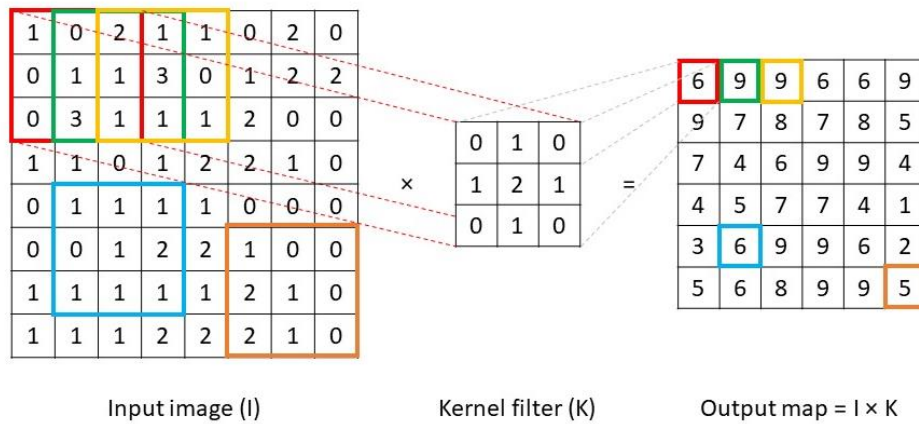 1 0 2 1 1 0 2 0
0 1 1 3 0 1 2 2
0 3 1 1 1 2 0 0
1 1 0 1 2 2 1 0
0 1 1 1 1 0 0 0
0 0 1 2 2 1 0 0
1 1 1 1 1 2 1 0
1 1 1 2 2 2 1 0
×
0 1 0
1 2 1
0 1 0
=
6 9 9 6 6 9
9 7 8 7 8 5
7 4 6 9 9 4
4 5 7 7 4 1
3 6 9 9 6 2
5 6 8 9 9 5
Input image (I)
Kernel filter (K)
Output map = I × K